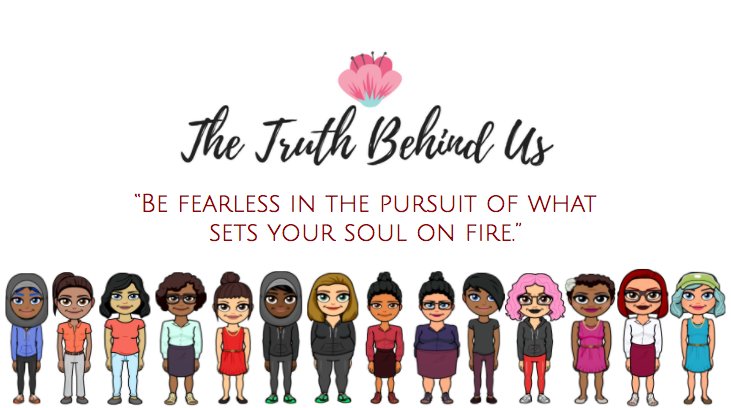 The Truth Behind Us
“Be fearless in the pursuit of what
sets your soul on fire.”